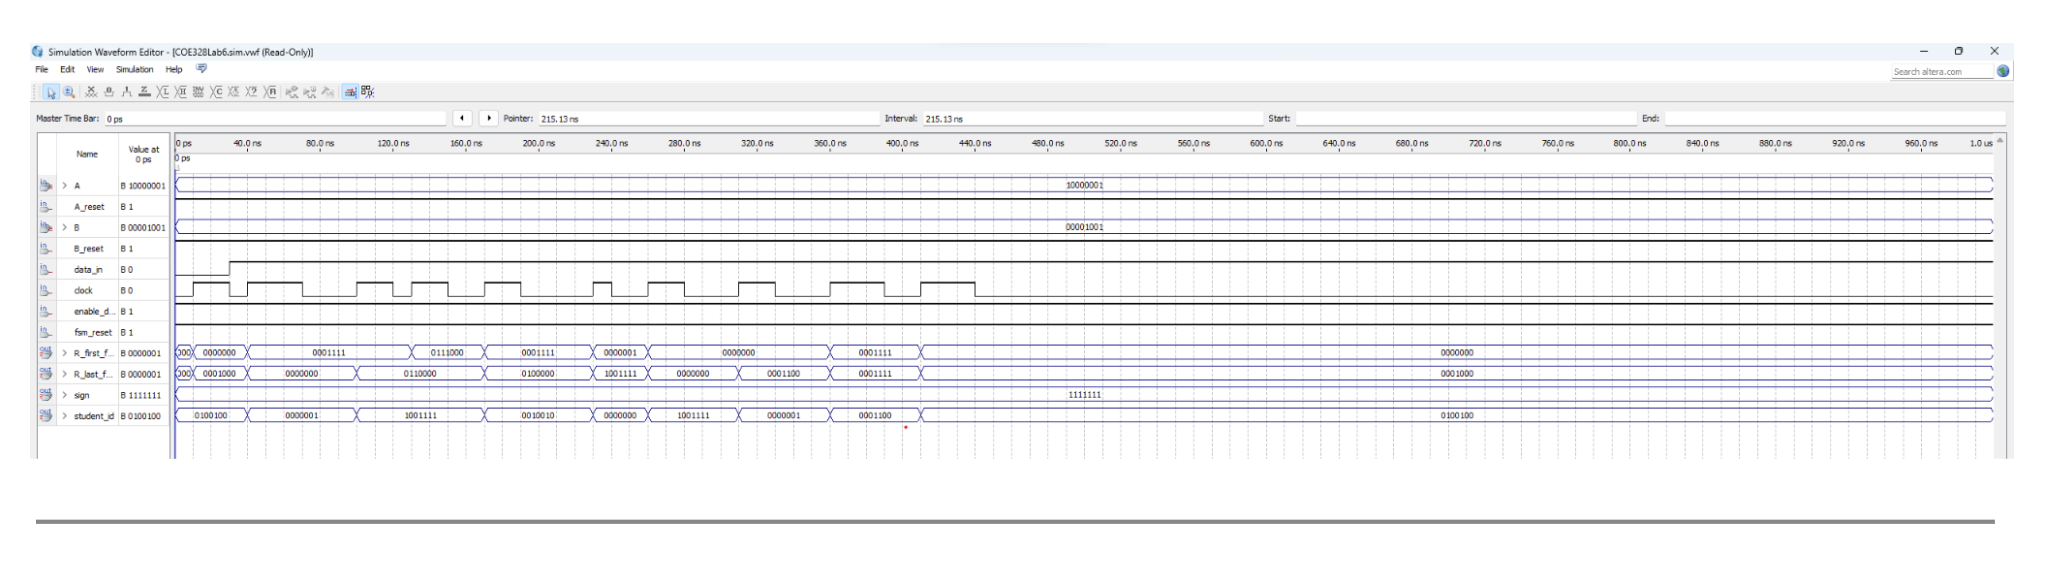 Simulation Waveform Editor - [COE328Lab6.sim.vwf (Read-Only)]
File Edit View Simulation Help
Search altera.com
Master Time Bar: 0 ps Pointer: 215.13 ns Interval: 215.13 ns Start: End:
Name Value at 0 ps
0 ps 40.0 ns 80.0 ns 120.0 ns 160.0 ns 200.0 ns 240.0 ns 280.0 ns 320.0 ns 360.0 ns 400.0 ns 440.0 ns 480.0 ns 520.0 ns 560.0 ns 600.0 ns 640.0 ns 680.0 ns 720.0 ns 760.0 ns 800.0 ns 840.0 ns 880.0 ns 920.0 ns 960.0 ns 1.0 us
0 ps
A B 10000001 10000001
A_reset B 1
B B 00001001 00001001
B_reset B 1
data_in B 0
clock B 0
enable_d... B 1
fsm_reset B 1
R_first_f... B 0000001 000 0000000 0001111 0111000 0001111 0000001 0000000 0001111 0000000
R_last_f... B 0000001 000 0001000 0000000 0110000 0100000 1001111 0000000 0001100 0001111 0001000
sign B 1111111 1111111
student_id B 0100100 0100100 0000001 1001111 0010010 0000000 1001111 0000001 0001100 0100100